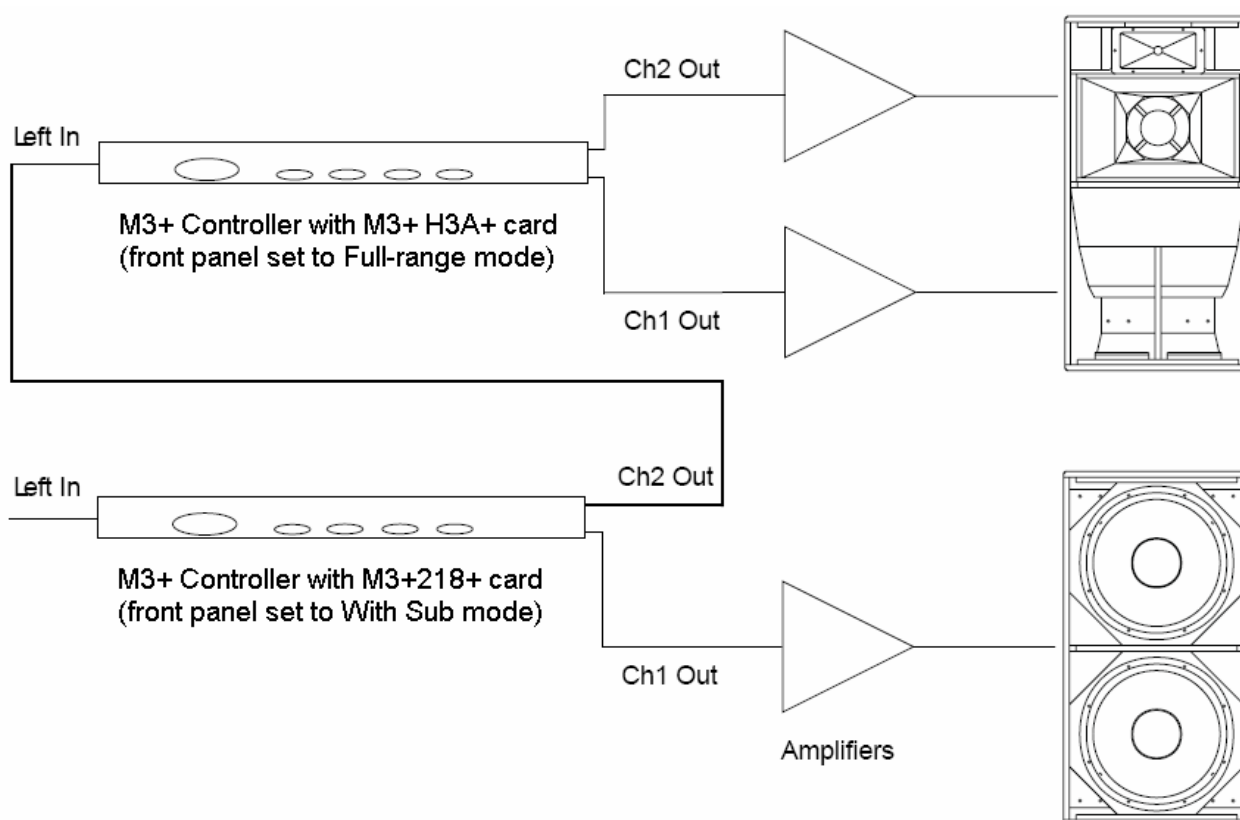 Ch2 Out
Left In
M3+ Controller with M3+ H3A+ card
(front panel set to Full-range mode)
Ch1 Out
Ch2 Out
Left In
M3+ Controller with M3+218+ card
(front panel set to With Sub mode)
Ch1 Out
Amplifiers